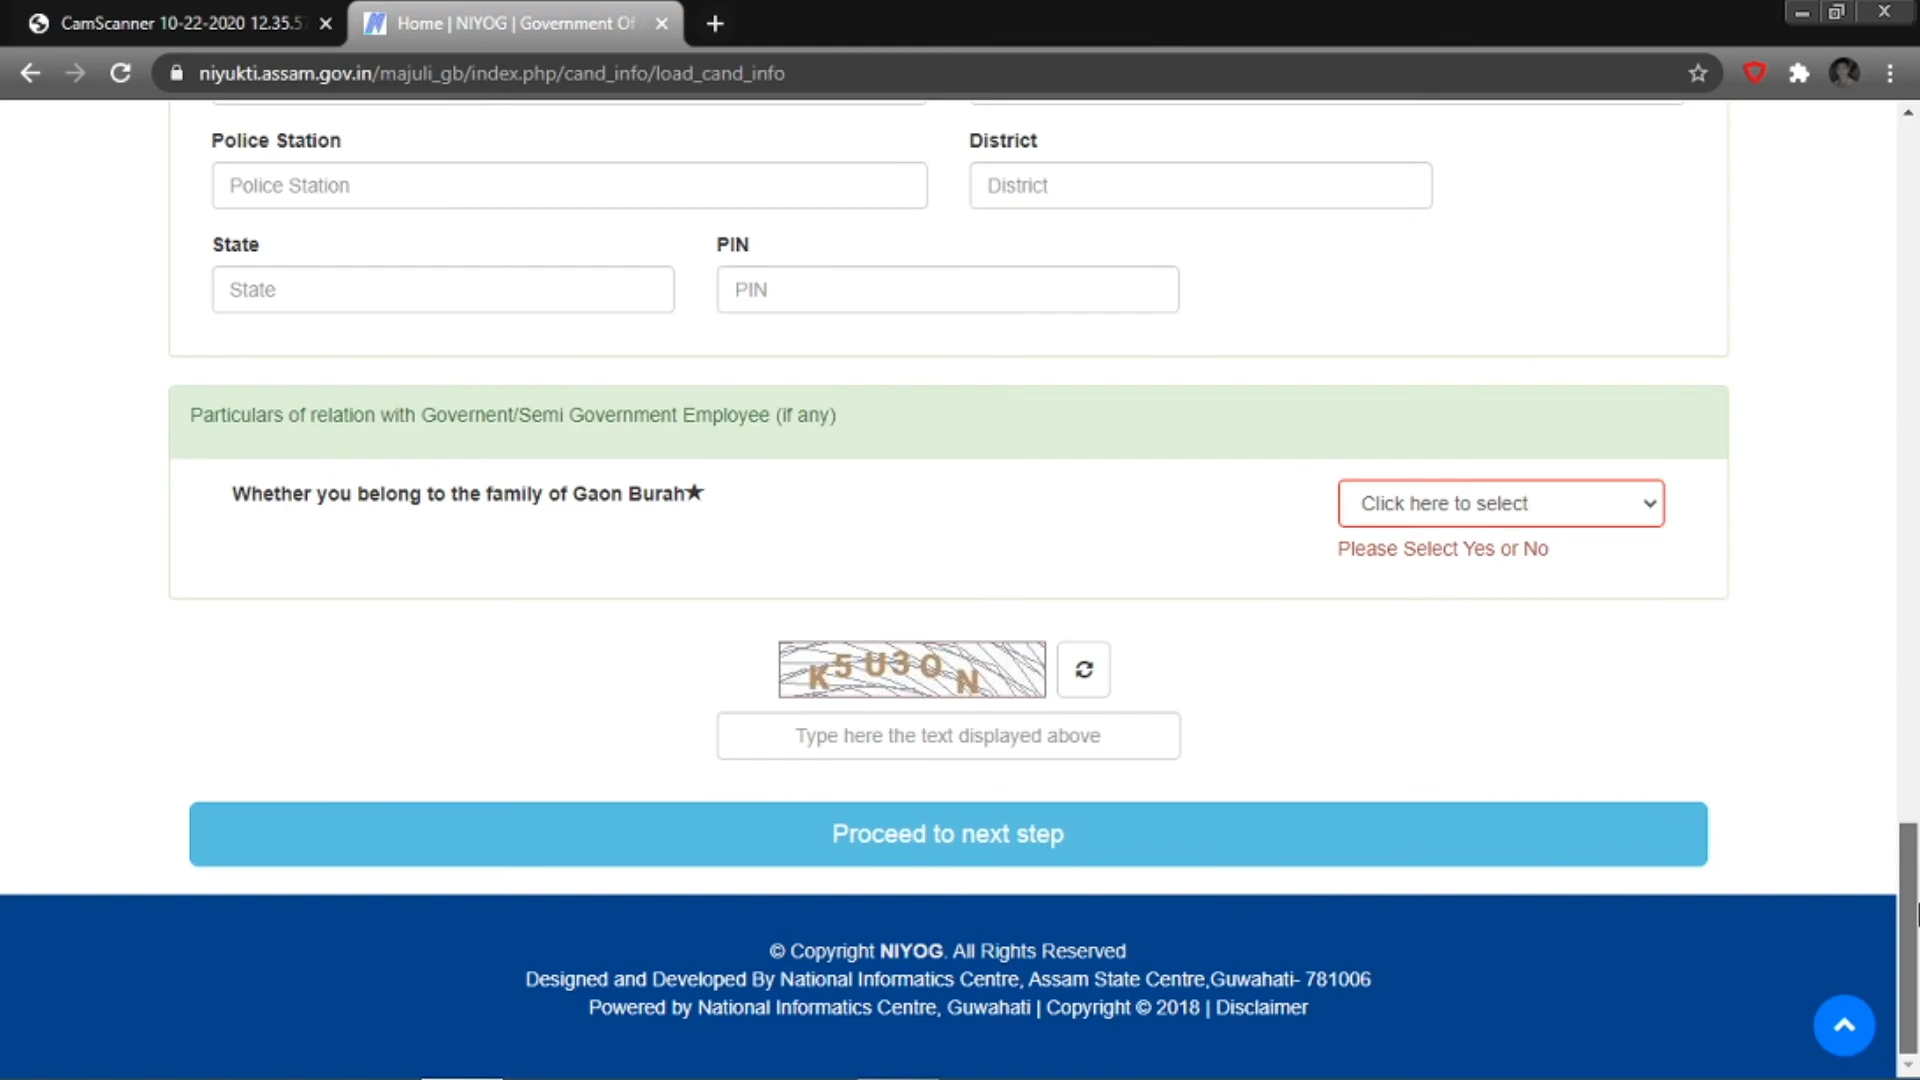 CamScanner 10-22-2020 12.35.5
Home | NIYOG | Government Of
niyukti.assam.gov.in/majuli_gb/index.php/cand_info/load_cand_info
Police Station
District
Police Station
District
State
PIN
State
PIN
Particulars of relation with Governent/Semi Government Employee (if any)
Whether you belong to the family of Gaon Burah★
Click here to select
Please Select Yes or No
K5U3ON
Type here the text displayed above
Proceed to next step
© Copyright NIYOG. All Rights Reserved
Designed and Developed By National Informatics Centre, Assam State Centre,Guwahati- 781006
Powered by National Informatics Centre, Guwahati | Copyright © 2018 | Disclaimer